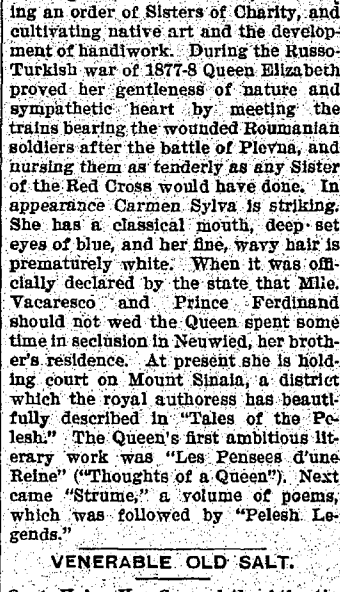 ing an order of Sisters of Charity, and
cultivating native art and the develop-
ment of handiwork. During the Russo-
Turkish war of 1877-8 Queen Elizabeth
proved her gentleness of nature and
sympathetic heart by meeting the
trains bearing the wounded Roumanian
soldiers after the battle of Plevna, and
nursing them as tenderly as any Sister
of the Red Cross would have done. In
appearance Carmen Sylva is striking.
She has a classical mouth, deep-set
eyes of blue, and her fine, wavy hair is
prematurely white. When it was offi-
cially declared by the state that Mlle.
Vacaresco and Prince Ferdinand
should not wed the Queen spent some
time in seclusion in Neuwied, her broth-
er's residence. At present she is hold-
ing court on Mount Sinaia, a district
which the royal authoress has beauti-
fully described in "Tales of the Pe-
lesh." The Queen's first ambitious lit-
erary work was "Les Pensees d'une
Reine" ("Thoughts of a Queen"). Next
came "Strume," a volume of poems,
which was followed by "Pelesh Le-
gends."
VENERABLE OLD SALT.